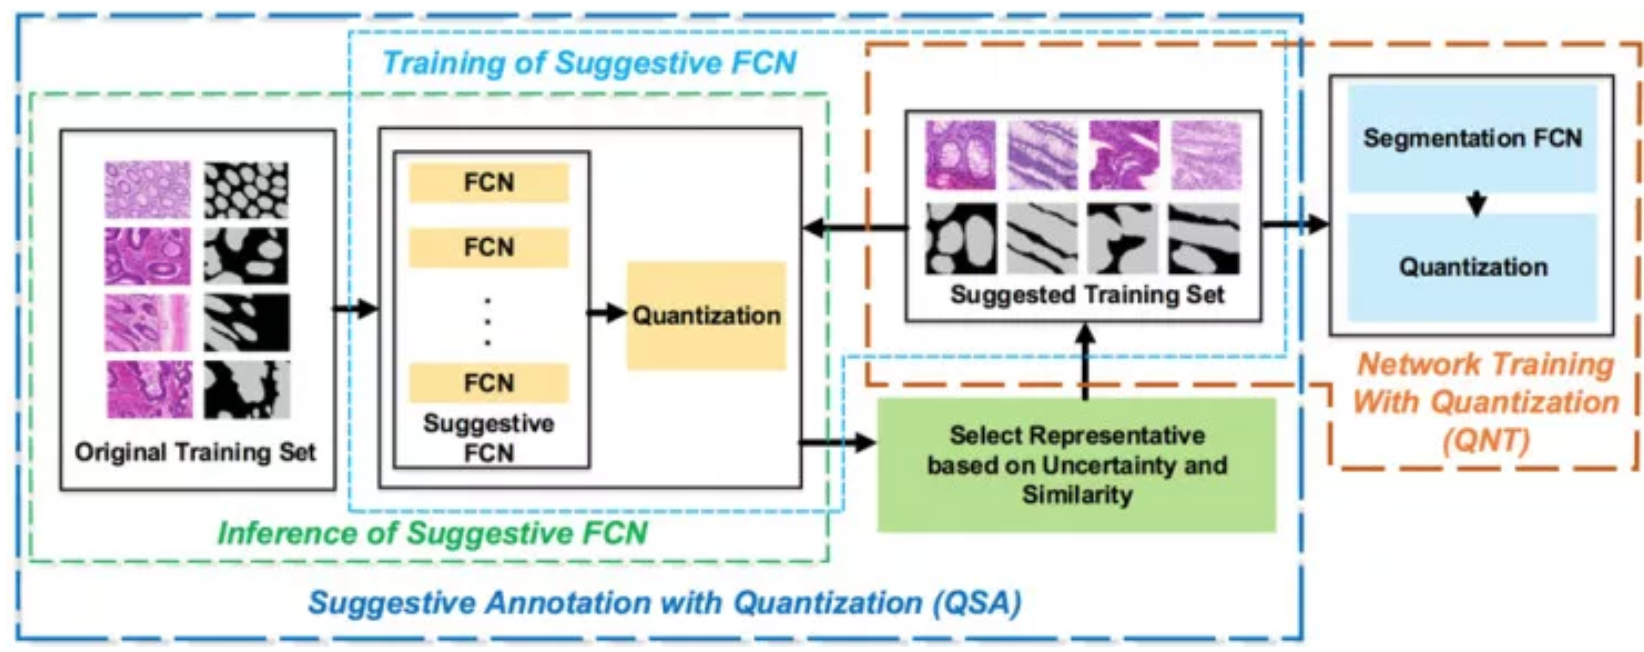 Training of Suggestive FCN
Original Training Set
FCN
FCN
FCN
Suggestive
FCN
Quantization
Inference of Suggestive FCN
Suggested Training Set
Select Representative
based on Uncertainty and
Similarity
Suggestive Annotation with Quantization (QSA)
Segmentation FCN
Quantization
Network Training
With Quantization
(QNT)